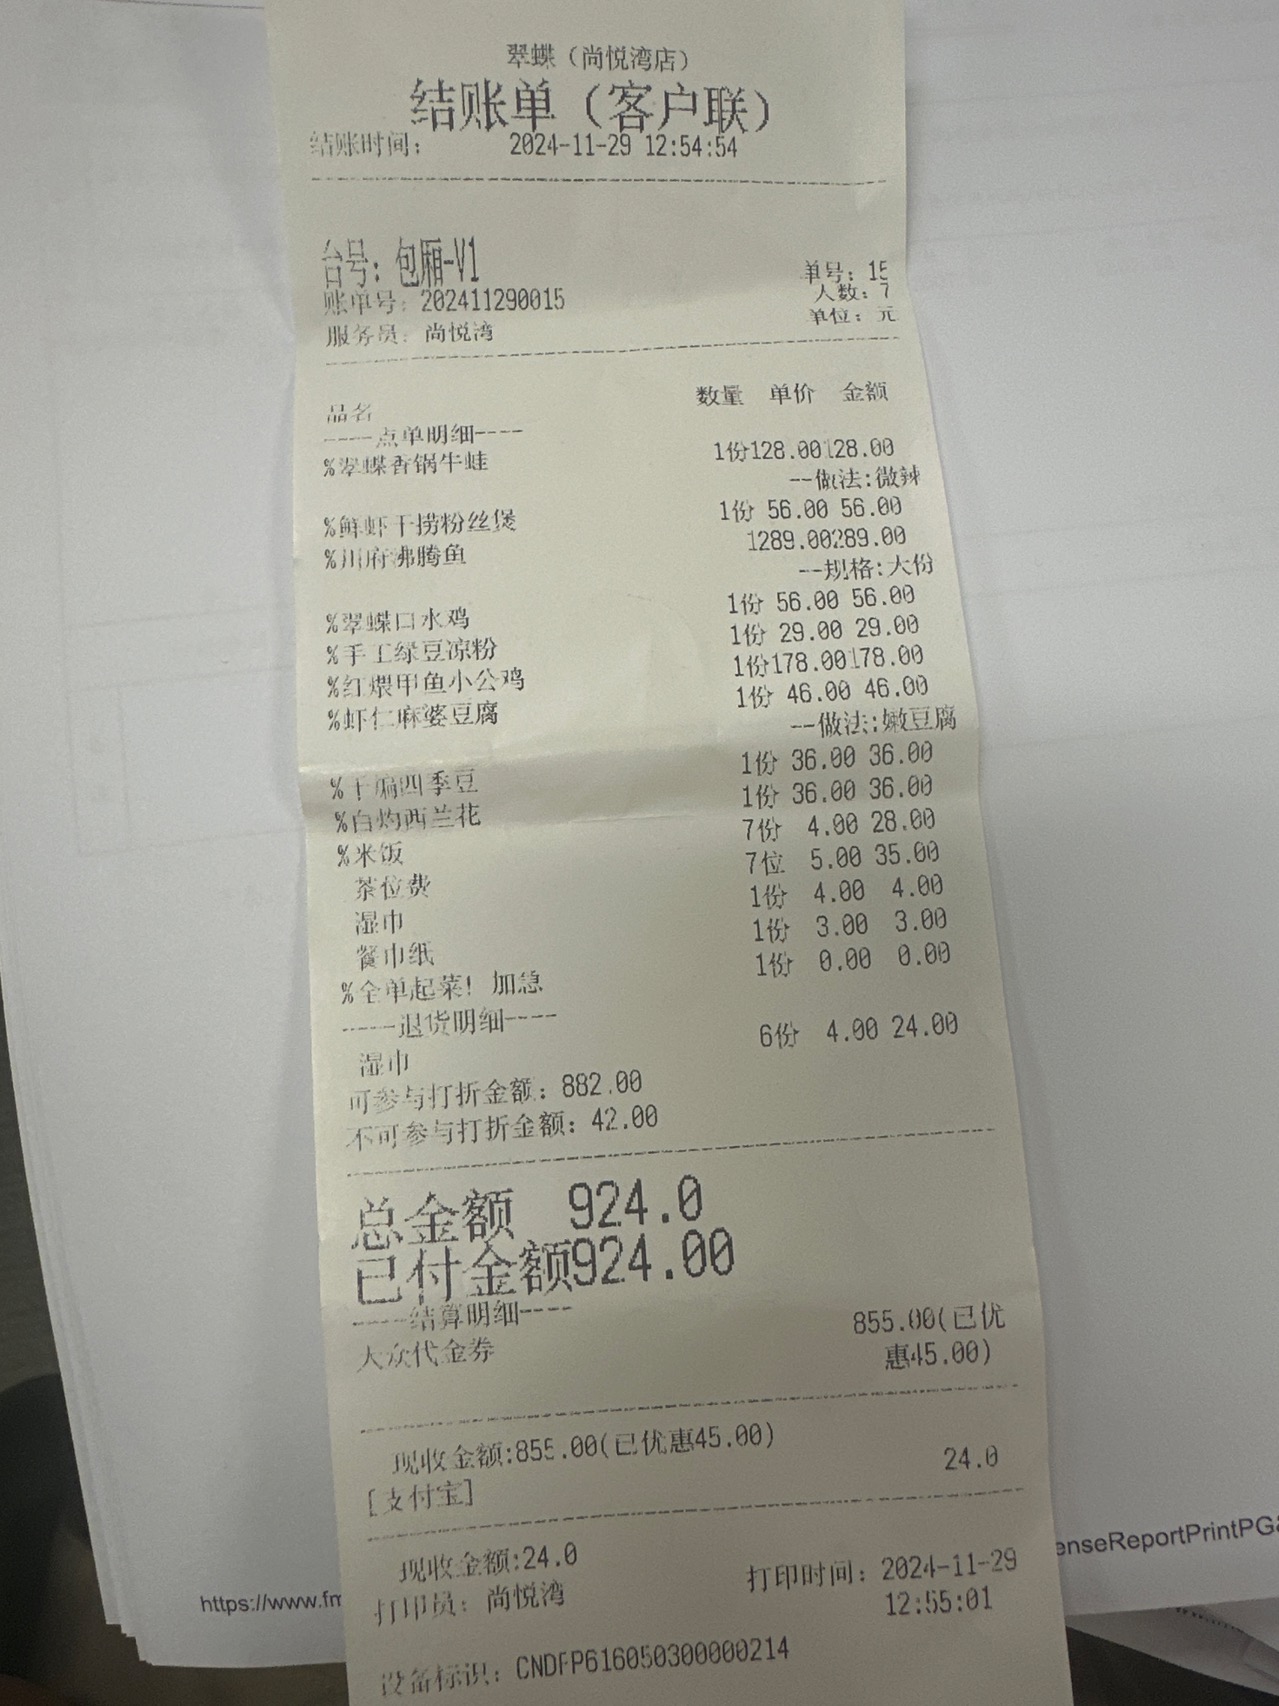 翠蝶（尚悦湾店）
结账单（客户联）
结账时间： 2024-11-29 12:54:54
台号：包厢-V1
单号：15
账单号：202411290015 人数：7
服务员：尚悦湾 单位：元
品名 数量 单价 金额
----点单明细----
%翠蝶香锅牛蛙 1份128.00128.00
--做法:微辣
%鲜虾干捞粉丝煲 1份 56.00 56.00
%川府沸腾鱼 1289.00289.00
--规格:大份
%翠蝶口水鸡 1份 56.00 56.00
%手工绿豆凉粉 1份 29.00 29.00
%红煨甲鱼小公鸡 1份178.00178.00
%虾仁麻婆豆腐 1份 46.00 46.00
--做法:嫩豆腐
%干煸四季豆 1份 36.00 36.00
%白灼西兰花 1份 36.00 36.00
%米饭 7份 4.00 28.00
茶位费 7位 5.00 35.00
湿巾 1份 4.00 4.00
餐巾纸 1份 3.00 3.00
%全单起菜！加急 1份 0.00 0.00
----退货明细----
湿巾 6份 4.00 24.00
可参与打折金额：882.00
不可参与打折金额：42.00
总金额 924.0
已付金额924.00
----结算明细----
大众代金券 855.00(已优
惠45.00)
现收金额:855.00(已优惠45.00)
[支付宝] 24.0
现收金额:24.0
打印员：尚悦湾 打印时间：2024-11-29
12:55:01
设备标识：CNDFP616050300000214
https://www.fm
enseReportPrintPG